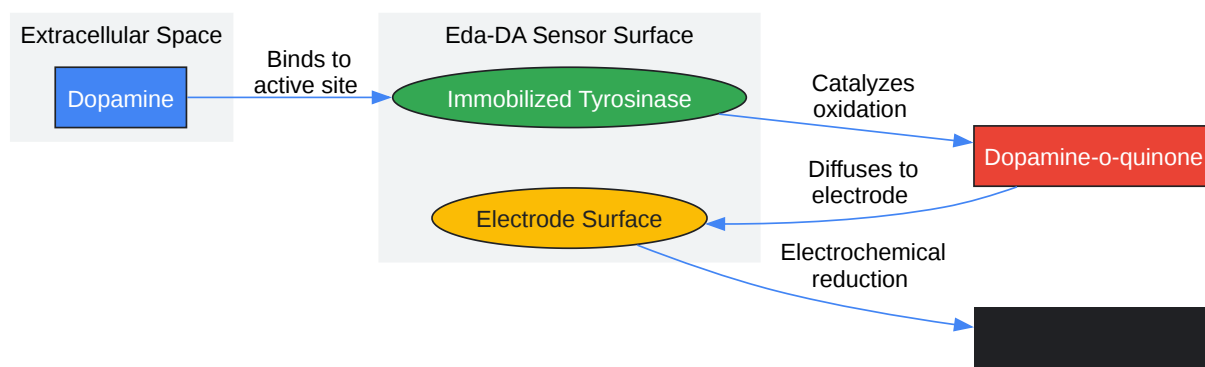 Extracellular Space
Dopamine
Binds to
active site
Eda-DA Sensor Surface
Immobilized Tyrosinase
Catalyzes
oxidation
Dopamine-o-quinone
Diffuses to
electrode
Electrode Surface
Electrochemical
reduction